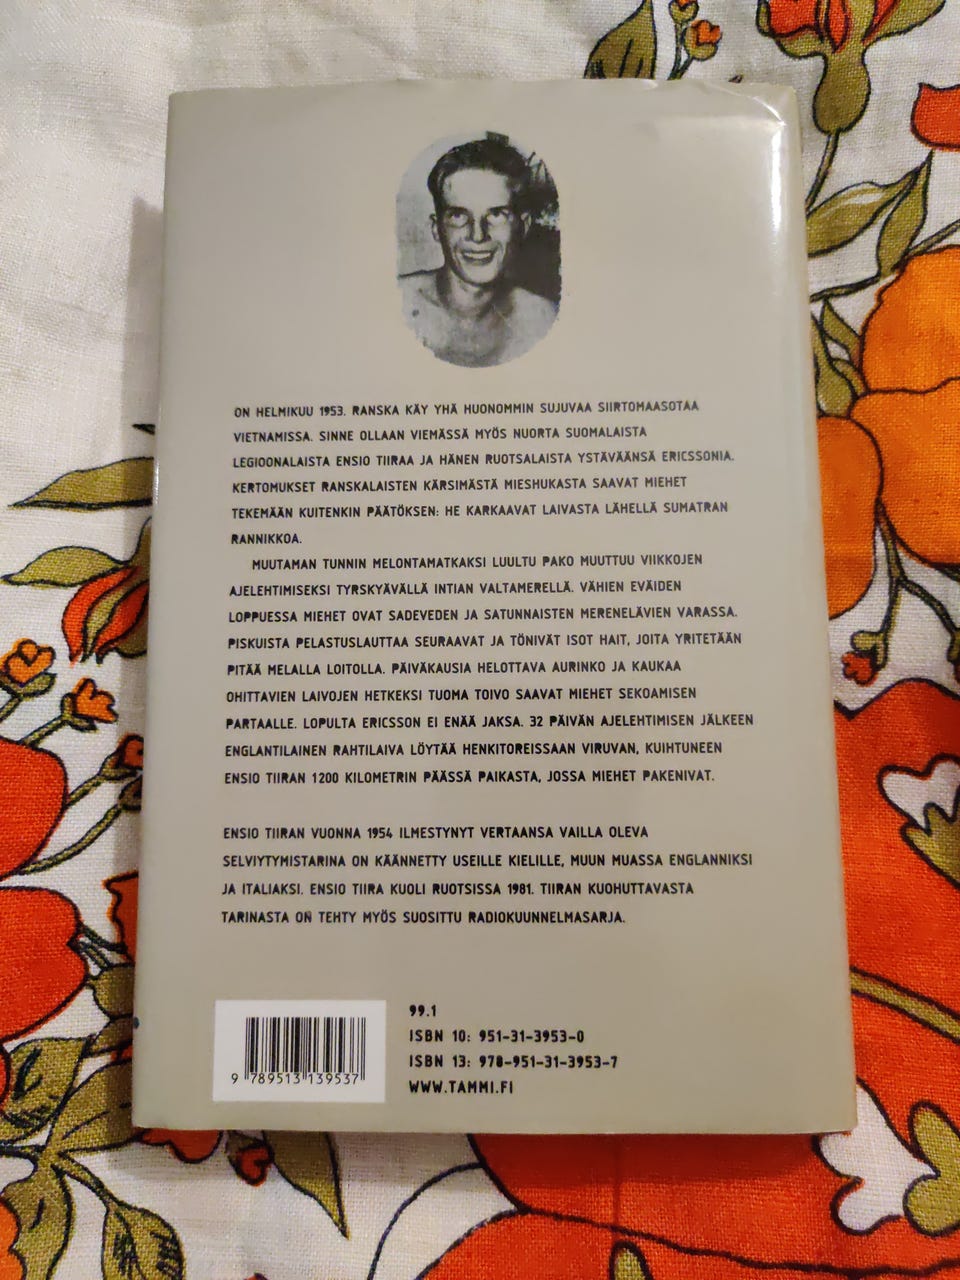 ON HELMIKUU 1953. RANSKA KÄY YHÄ HUONOMMIN SUJUVAA SIIRTOMAASOTAA
VIETNAMISSA. SINNE OLLAAN VIEMÄSSÄ MYÖS NUORTA SUOMALAISTA
LEGIOONALAISTA ENSIO TIIRAA JA HÄNEN RUOTSALAISTA YSTÄVÄÄNSÄ ERICSSONIA.
KERTOMUKSET RANSKALAISTEN KÄRSIMÄSTÄ MIESHUKASTA SAAVAT MIEHET
TEKEMÄÄN KUITENKIN PÄÄTÖKSEN: HE KARKAAVAT LAIVASTA LÄHELLÄ SUMATRAN
RANNIKKOA.
MUUTAMAN TUNNIN MELONTAMATKAKSI LUULTU PAKO MUUTTUU VIIKKOJEN
AJELEHTIMISEKSI TYRSKYÄVÄLLÄ INTIAN VALTAMERELLÄ. VÄHIEN EVÄIDEN
LOPPUESSA MIEHET OVAT SADEVEDEN JA SATUNNAISTEN MERENELÄVIEN VARASSA.
PISKUISTA PELASTUSLAUTTAA SEURAAVAT JA TÖNIVÄT ISOT HAIT, JOITA YRITETÄÄN
PITÄÄ MELALLA LOITOLLA. PÄIVÄKAUSIA HELOTTAVA AURINKO JA KAUKAA
OHITTAVIEN LAIVOJEN HETKEKSI TUOMA TOIVO SAAVAT MIEHET SEKOAMISEN
PARTAALLE. LOPULTA ERICSSON EI ENÄÄ JAKSA. 32 PÄIVÄN AJELEHTIMISEN JÄLKEEN
ENGLANTILAINEN RAHTILAIVA LÖYTÄÄ HENKITOREISSAAN VIRUVAN, KUIHTUNEEN
ENSIO TIIRAN 1200 KILOMETRIN PÄÄSSÄ PAIKASTA, JOSSA MIEHET PAKENIVAT.
ENSIO TIIRAN VUONNA 1954 ILMESTYNYT VERTAANSA VAILLA OLEVA
SELVIYTYMISTARINA ON KÄÄNNETTY USEILLE KIELILLE, MUUN MUASSA ENGLANNIKSI
JA ITALIAKSI. ENSIO TIIRA KUOLI RUOTSISSA 1981. TIIRAN KUOHUTTAVASTA
TARINASTA ON TEHTY MYÖS SUOSITTU RADIOKUUNNELMASARJA.
99.1
ISBN 10: 951-31-3953-0
ISBN 13: 978-951-31-3953-7
WWW.TAMMI.FI
9 789513 139537